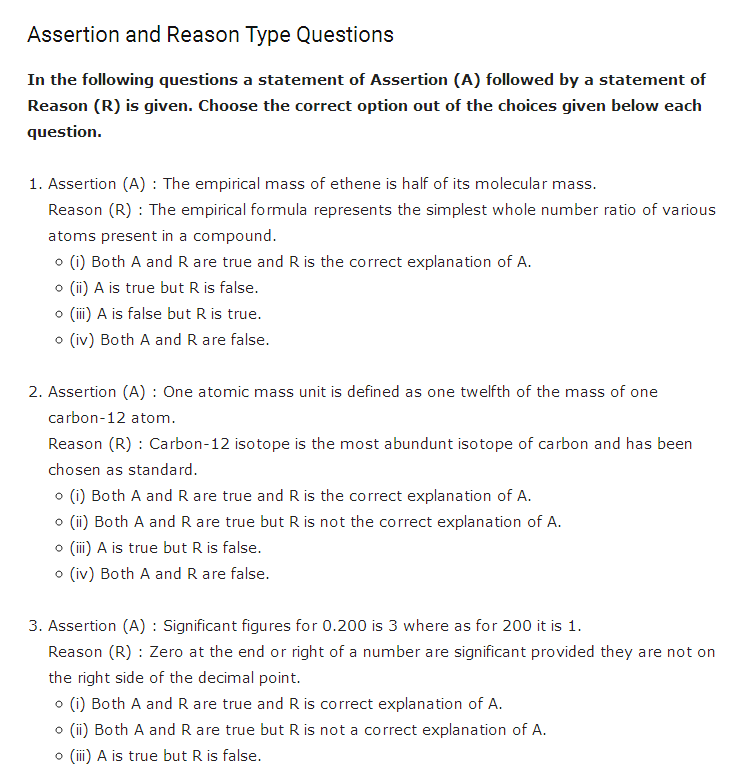 Assertion and Reason Type Questions
In the following questions a statement of Assertion (A) followed by a statement of
Reason (R) is given. Choose the correct option out of the choices given below each
question.
1. Assertion (A) : The empirical mass of ethene is half of its molecular mass.
Reason (R) : The empirical formula represents the simplest whole number ratio of various
atoms present in a compound.
○ (i) Both A and R are true and R is the correct explanation of A.
○ (ii) A is true but R is false.
○ (iii) A is false but R is true.
○ (iv) Both A and R are false.
2. Assertion (A) : One atomic mass unit is defined as one twelfth of the mass of one
carbon-12 atom.
Reason (R) : Carbon-12 isotope is the most abundunt isotope of carbon and has been
chosen as standard.
○ (i) Both A and R are true and R is the correct explanation of A.
○ (ii) Both A and R are true but R is not the correct explanation of A.
○ (iii) A is true but R is false.
○ (iv) Both A and R are false.
3. Assertion (A) : Significant figures for 0.200 is 3 where as for 200 it is 1.
Reason (R) : Zero at the end or right of a number are significant provided they are not on
the right side of the decimal point.
○ (i) Both A and R are true and R is correct explanation of A.
○ (ii) Both A and R are true but R is not a correct explanation of A.
○ (iii) A is true but R is false.